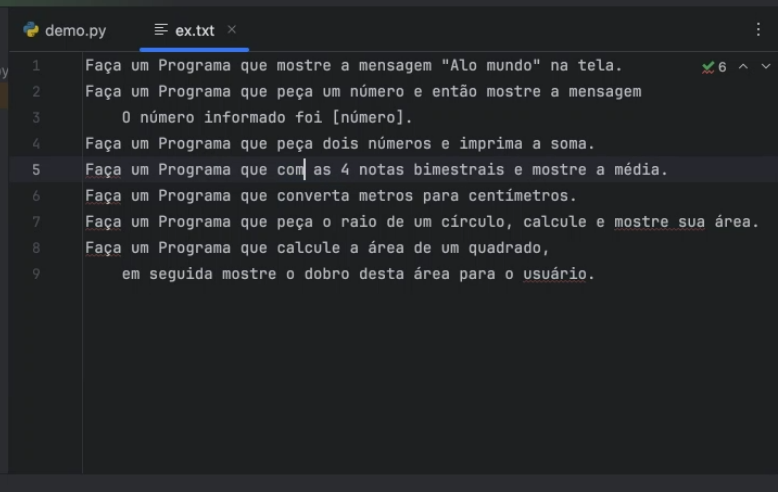 demo.py
ex.txt
6
1 Faça um Programa que mostre a mensagem "Alo mundo" na tela.
2 Faça um Programa que peça um número e então mostre a mensagem
3 O número informado foi [número].
4 Faça um Programa que peça dois números e imprima a soma.
5 Faça um Programa que com as 4 notas bimestrais e mostre a média.
6 Faça um Programa que converta metros para centímetros.
7 Faça um Programa que peça o raio de um círculo, calcule e mostre sua área.
8 Faça um Programa que calcule a área de um quadrado,
9 em seguida mostre o dobro desta área para o usuário.